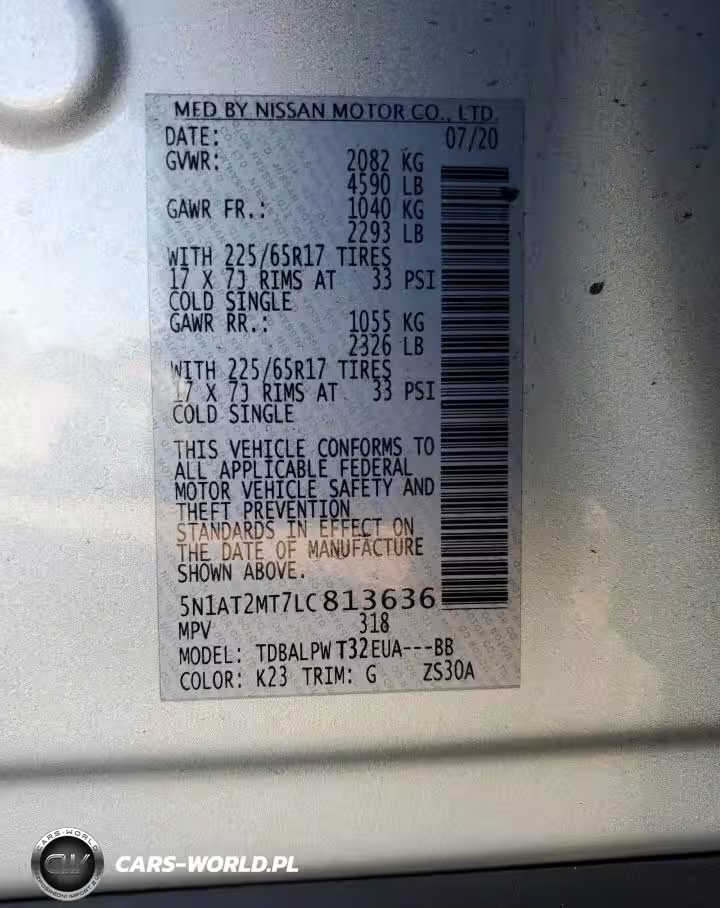 MFD BY NISSAN MOTOR CO., LTD.
DATE: 07/20
GVWR: 2082 KG
4590 LB
GAWR FR.: 1040 KG
2293 LB
WITH 225/65R17 TIRES
17 X 7J RIMS AT 33 PSI
COLD SINGLE
GAWR RR.: 1055 KG
2326 LB
WITH 225/65R17 TIRES
17 X 7J RIMS AT 33 PSI
COLD SINGLE
THIS VEHICLE CONFORMS TO
ALL APPLICABLE FEDERAL
MOTOR VEHICLE SAFETY AND
THEFT PREVENTION
STANDARDS IN EFFECT ON
THE DATE OF MANUFACTURE
SHOWN ABOVE.
5N1AT2MT7LC813636
MPV 318
MODEL: TDBALPWT32EUA---BB
COLOR: K23 TRIM: G ZS30A
CARS-WORLD
CARS-WORLD.PL